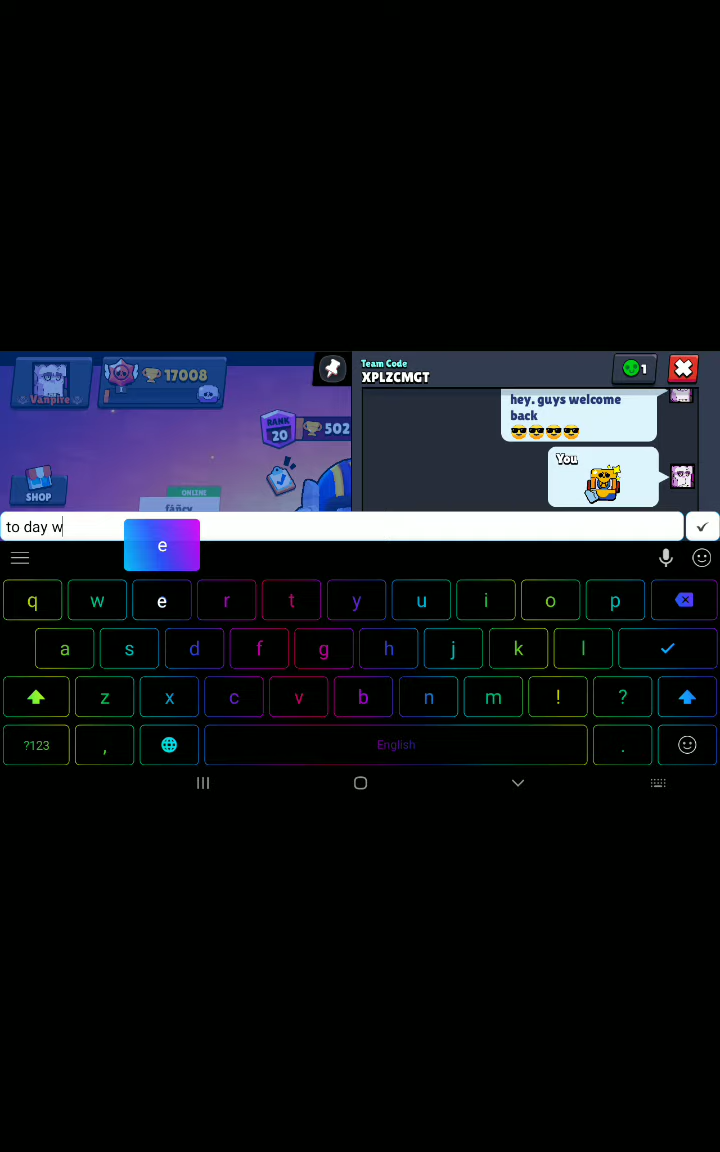 Vanpire
17008
RANK
20
502
SHOP
ONLINE
fàñcy
Team Code
XPLZCMGT
1
hey. guys welcome
back
😎😎😎😎
You
to day w
e
q w e r t y u i o p
a s d f g h j k l
z x c v b n m ! ?
?123 , English .